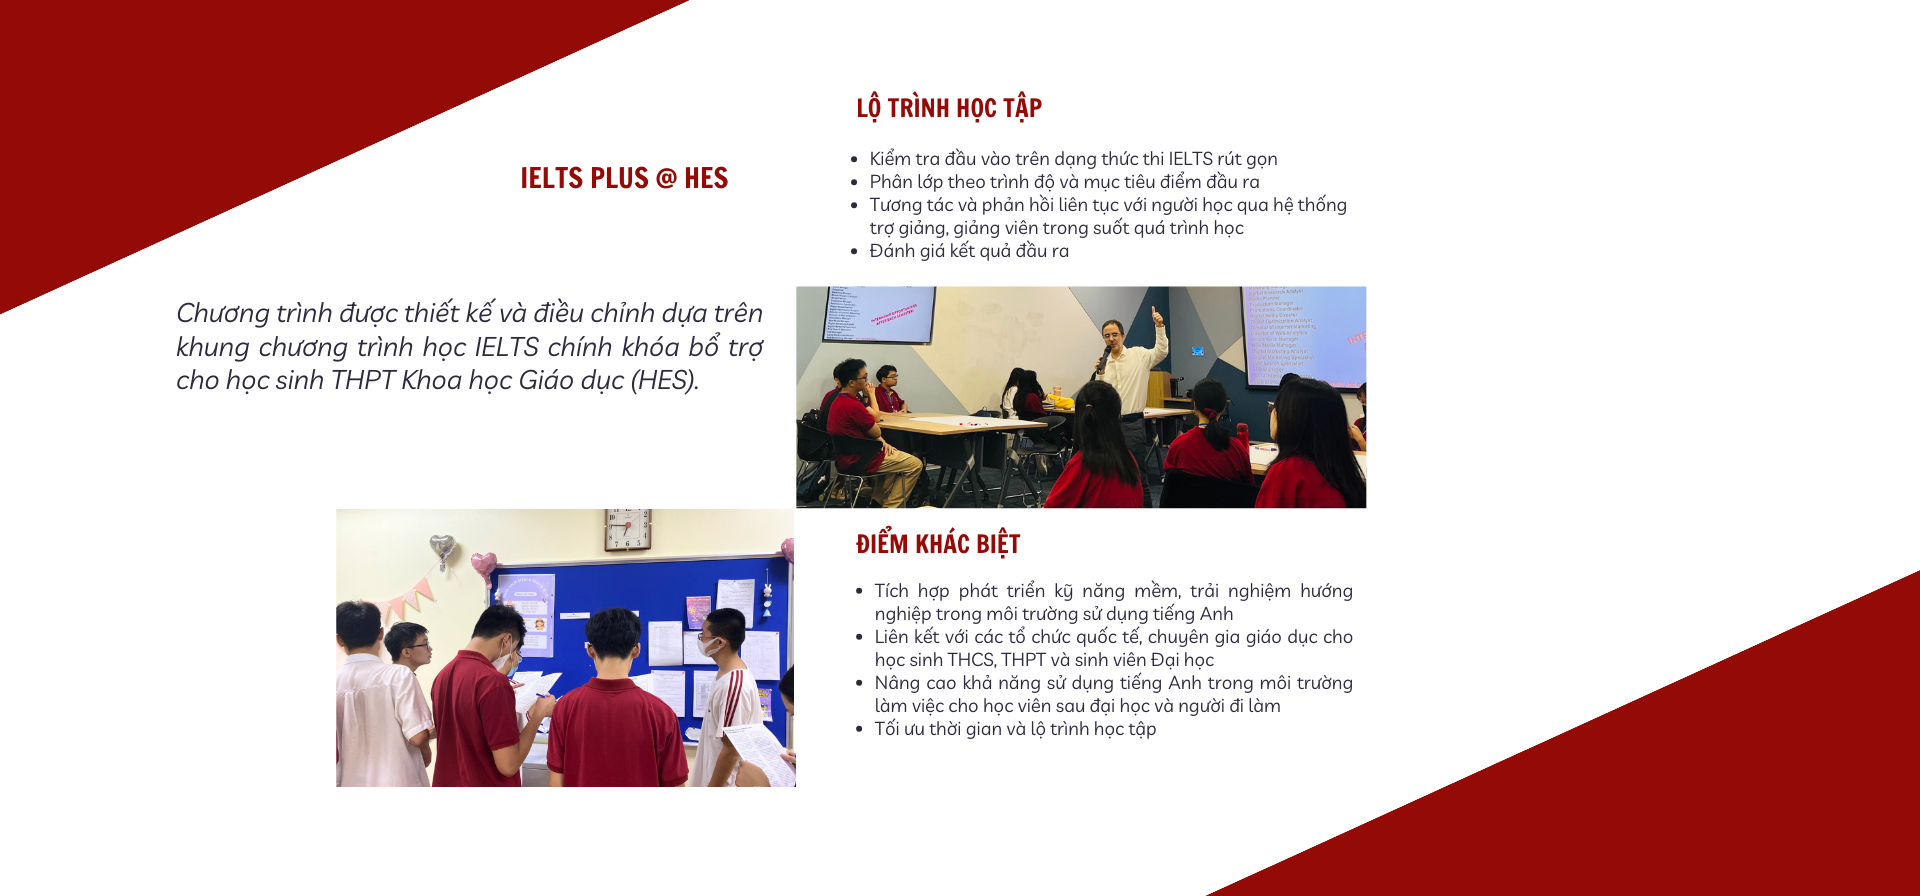 IELTS PLUS @ HES
Chương trình được thiết kế và điều chỉnh dựa trên
khung chương trình học IELTS chính khóa bổ trợ
cho học sinh THPT Khoa học Giáo dục (HES).
LỘ TRÌNH HỌC TẬP
Kiểm tra đầu vào trên dạng thức thi IELTS rút gọn
Phân lớp theo trình độ và mục tiêu điểm đầu ra
Tương tác và phản hồi liên tục với người học qua hệ thống
trợ giảng, giảng viên trong suốt quá trình học
Đánh giá kết quả đầu ra
ĐIỂM KHÁC BIỆT
Tích hợp phát triển kỹ năng mềm, trải nghiệm hướng
nghiệp trong môi trường sử dụng tiếng Anh
Liên kết với các tổ chức quốc tế, chuyên gia giáo dục cho
học sinh THCS, THPT và sinh viên Đại học
Nâng cao khả năng sử dụng tiếng Anh trong môi trường
làm việc cho học viên sau đại học và người đi làm
Tối ưu thời gian và lộ trình học tập